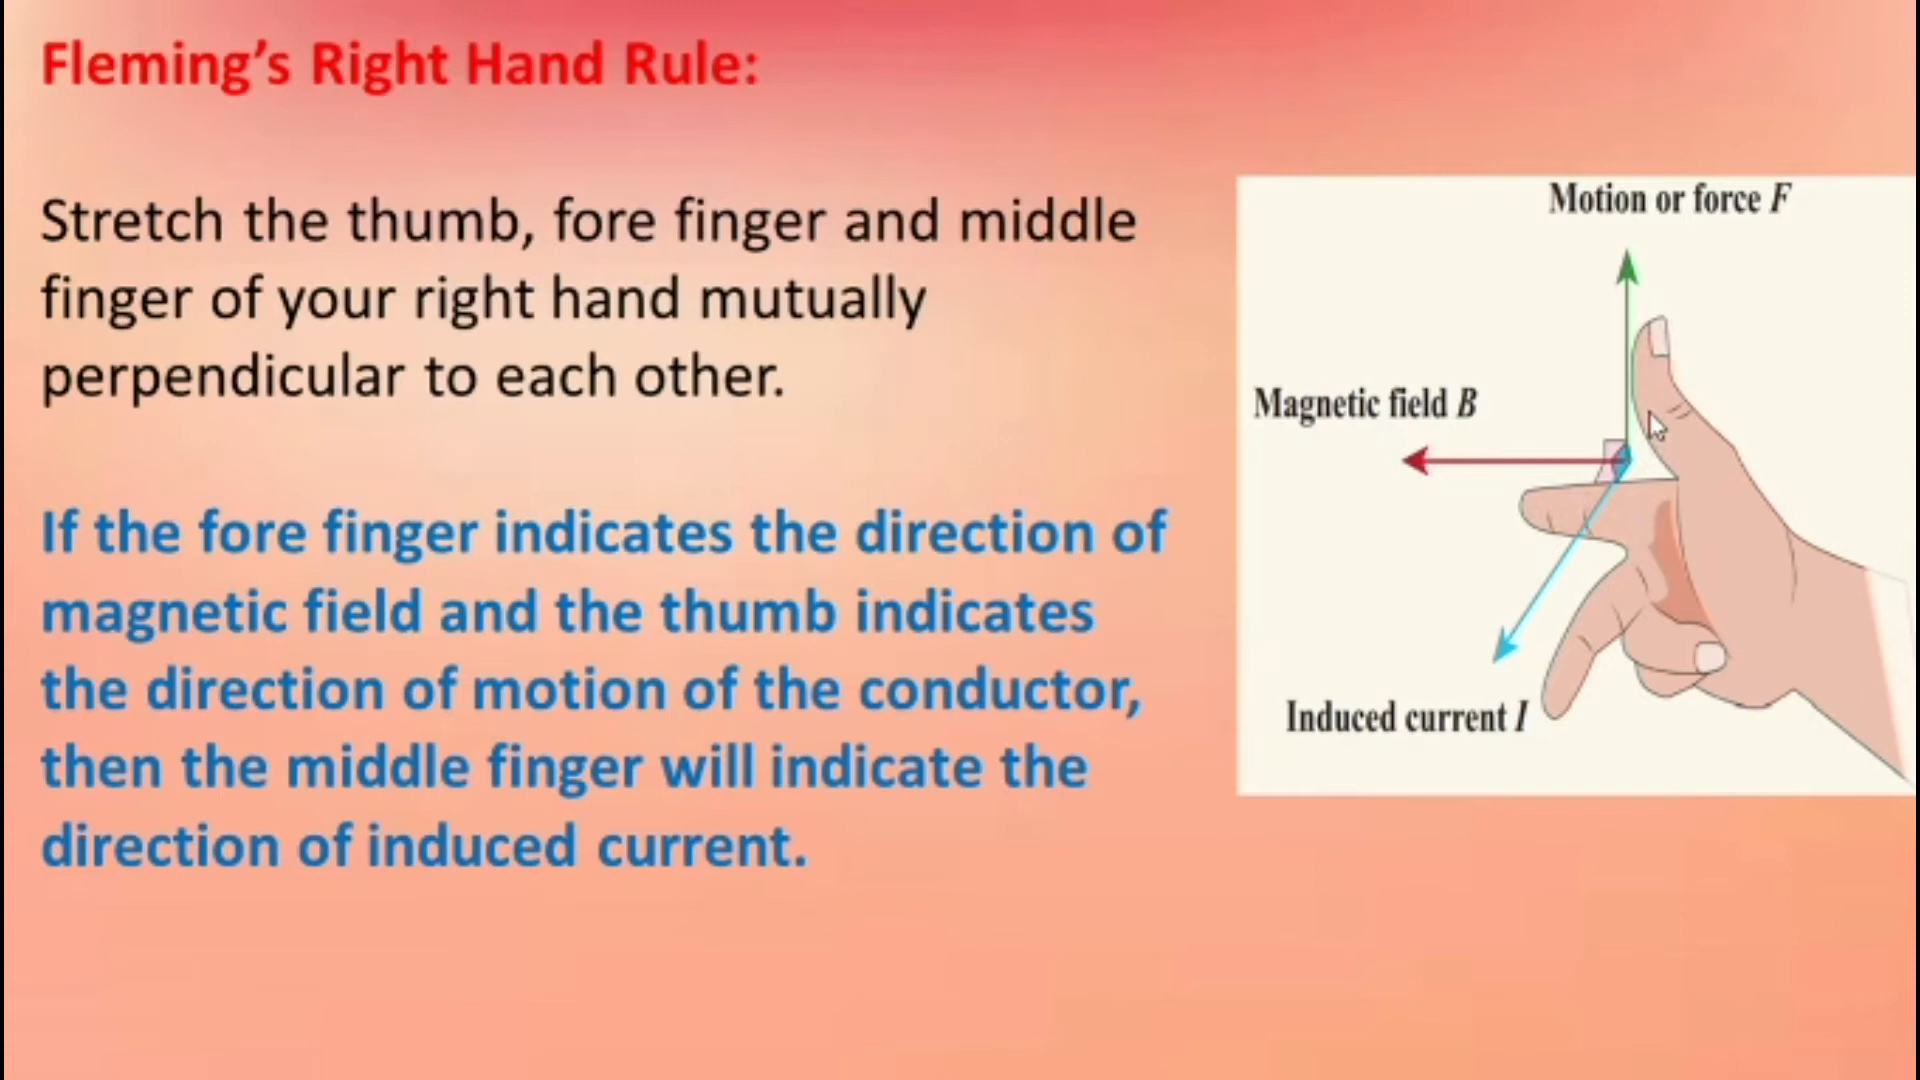 Fleming’s Right Hand Rule:
Stretch the thumb, fore finger and middle
finger of your right hand mutually
perpendicular to each other.
If the fore finger indicates the direction of
magnetic field and the thumb indicates
the direction of motion of the conductor,
then the middle finger will indicate the
direction of induced current.
Motion or force F
Magnetic field B
Induced current I